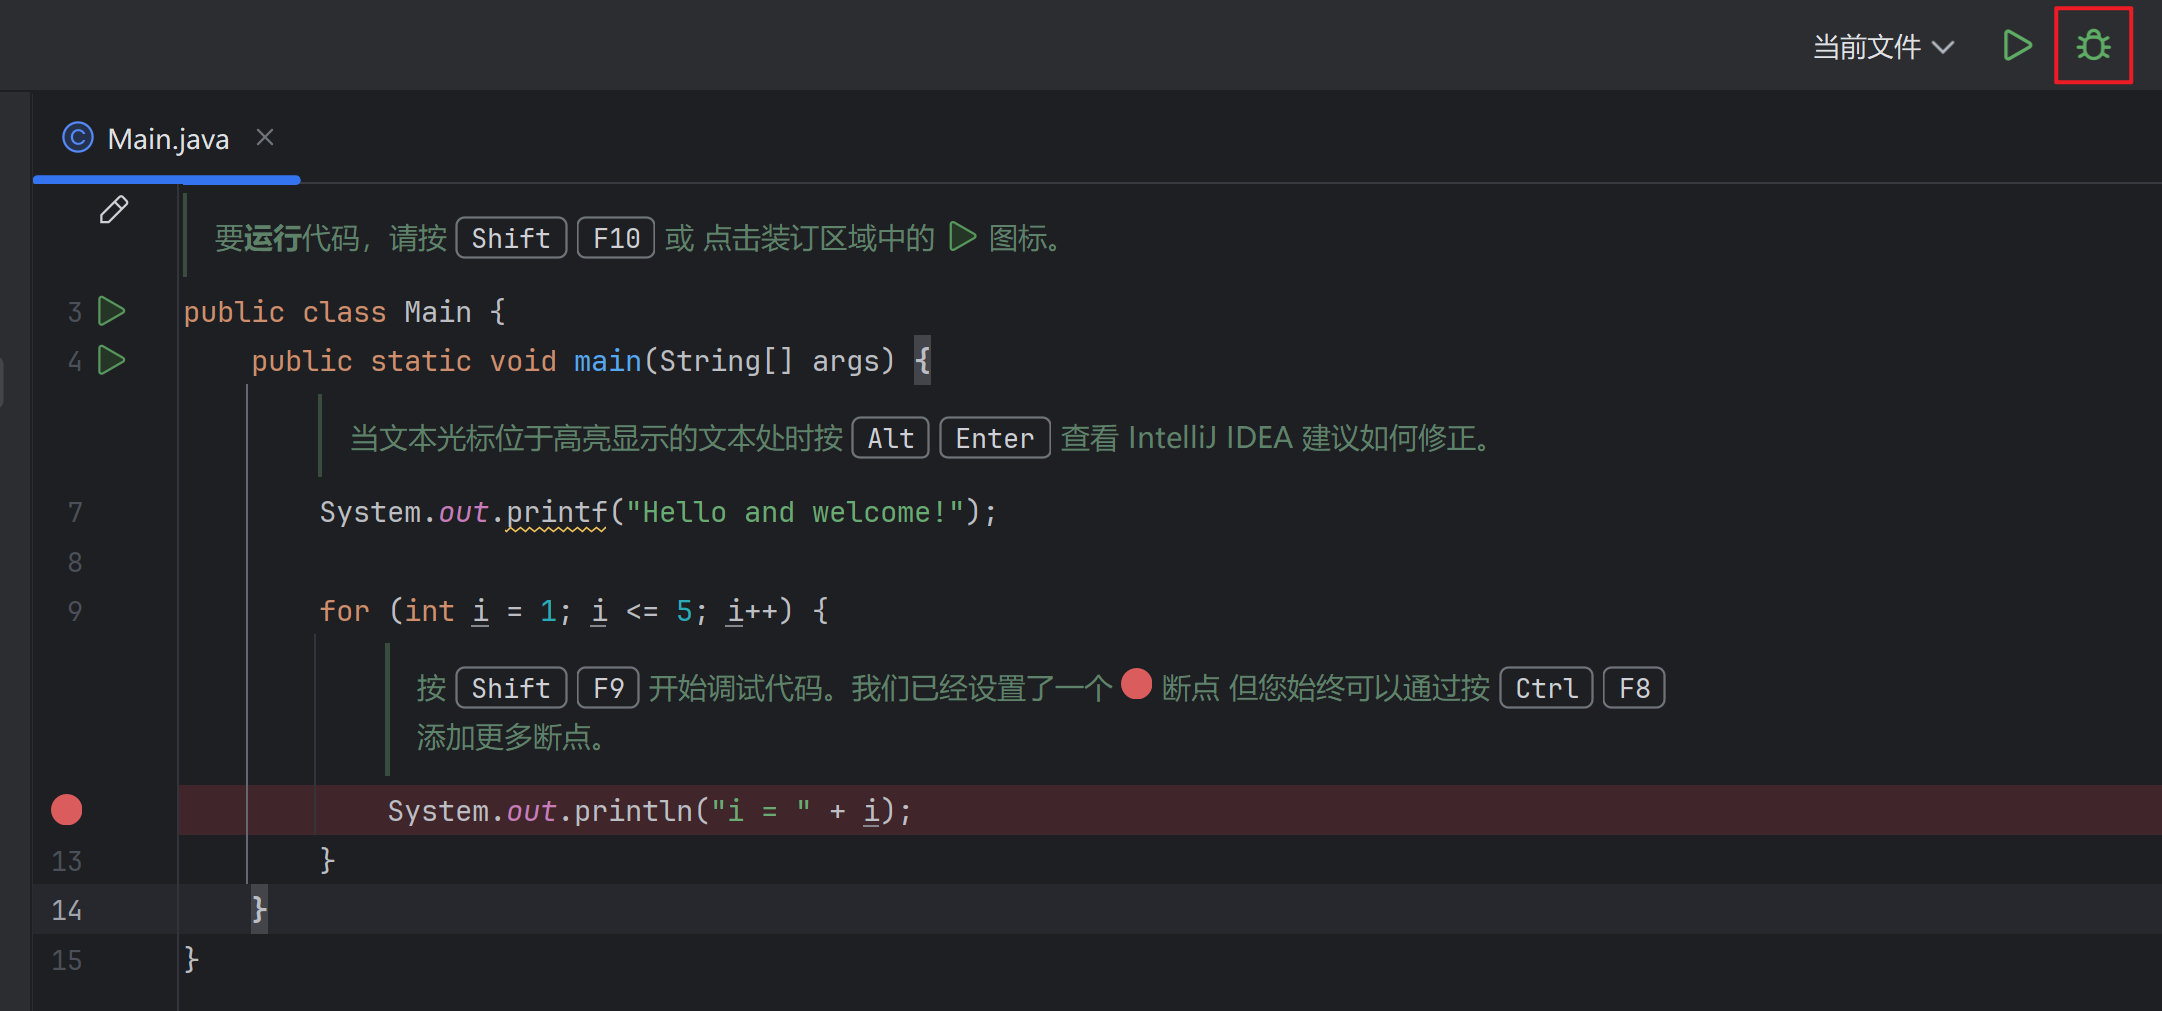 当前文件
Main.java
要运行代码，请按 Shift F10 或 点击装订区域中的 图标。
3 public class Main {
4 public static void main(String[] args) {
当文本光标位于高亮显示的文本处时按 Alt Enter 查看 IntelliJ IDEA 建议如何修正。
7 System.out.printf("Hello and welcome!");
8
9 for (int i = 1; i <= 5; i++) {
按 Shift F9 开始调试代码。我们已经设置了一个 断点 但您始终可以通过按 Ctrl F8
添加更多断点。
System.out.println("i = " + i);
13 }
14 }
15 }